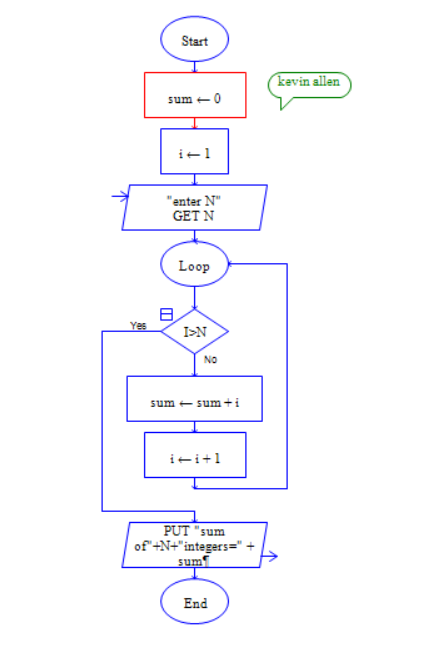 Start
kevin allen
sum ← 0
i ← 1
"enter N"
GET N
Loop
Yes
I>N
No
sum ← sum + i
i ← i + 1
PUT "sum
of"+N+"integers=" +
sum¶
End